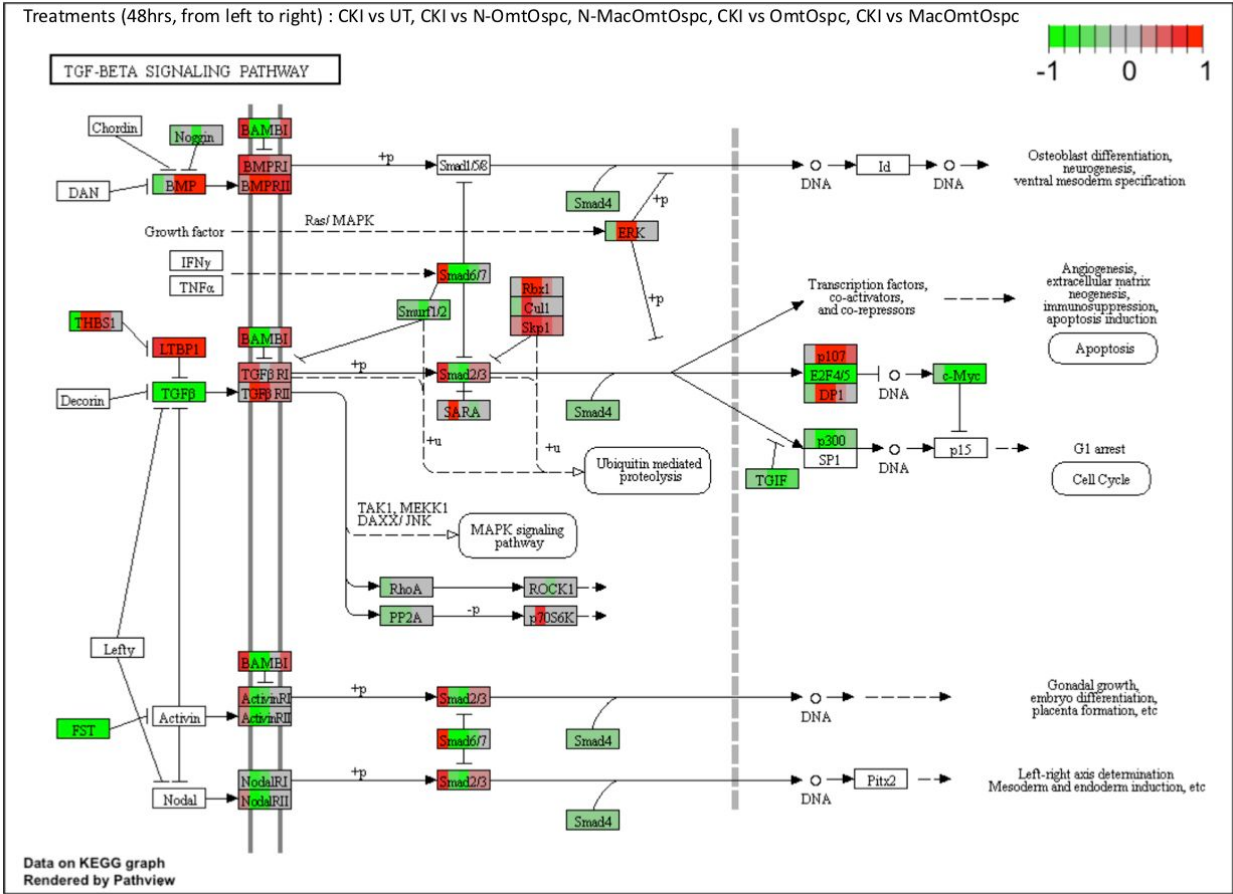 Treatments (48hrs, from left to right) : CKI vs UT, CKI vs N-OmtOspc, N-MacOmtOspc, CKI vs OmtOspc, CKI vs MacOmtOspc
-1 0 1
TGF-BETA SIGNALING PATHWAY
Chordin
Noggin
BAMBI
DAN
BMP
BMPRI
BMPRII
+p
Smad1/5/8
Smad4
DNA
Id
DNA
Osteoblast differentiation,
neurogenesis,
ventral mesoderm specification
Growth factor
Ras/ MAPK
ERK
+p
+p
IFNγ
TNFα
Smad6/7
Smurf1/2
Rbx1
Cul1
Skp1
Transcription factors,
co-activators,
and co-repressors
Angiogenesis,
extracellular matrix
neogenesis,
immunosuppression,
apoptosis induction
Apoptosis
THBS1
LTBP1
BAMBI
Decorin
TGFβ
TGFβ RI
TGFβ RII
+p
Smad2/3
SARA
+u
+u
Smad4
Ubiquitin mediated
proteolysis
p107
E2F4/5
DP1
DNA
c-Myc
p300
SP1
DNA
p15
TGIF
G1 arrest
Cell Cycle
TAK1, MEKK1
DAXX/ JNK
MAPK signaling
pathway
RhoA
ROCK1
PP2A
-p
p70S6K
Lefty
BAMBI
FST
Activin
ActivinRI
ActivinRII
+p
Smad2/3
Smad6/7
Smad4
DNA
Gonadal growth,
embryo differentiation,
placenta formation, etc
Nodal
NodalRI
NodalRII
+p
Smad2/3
Smad4
DNA
Pitx2
Left-right axis determination
Mesoderm and endoderm induction, etc
Data on KEGG graph
Rendered by Pathview